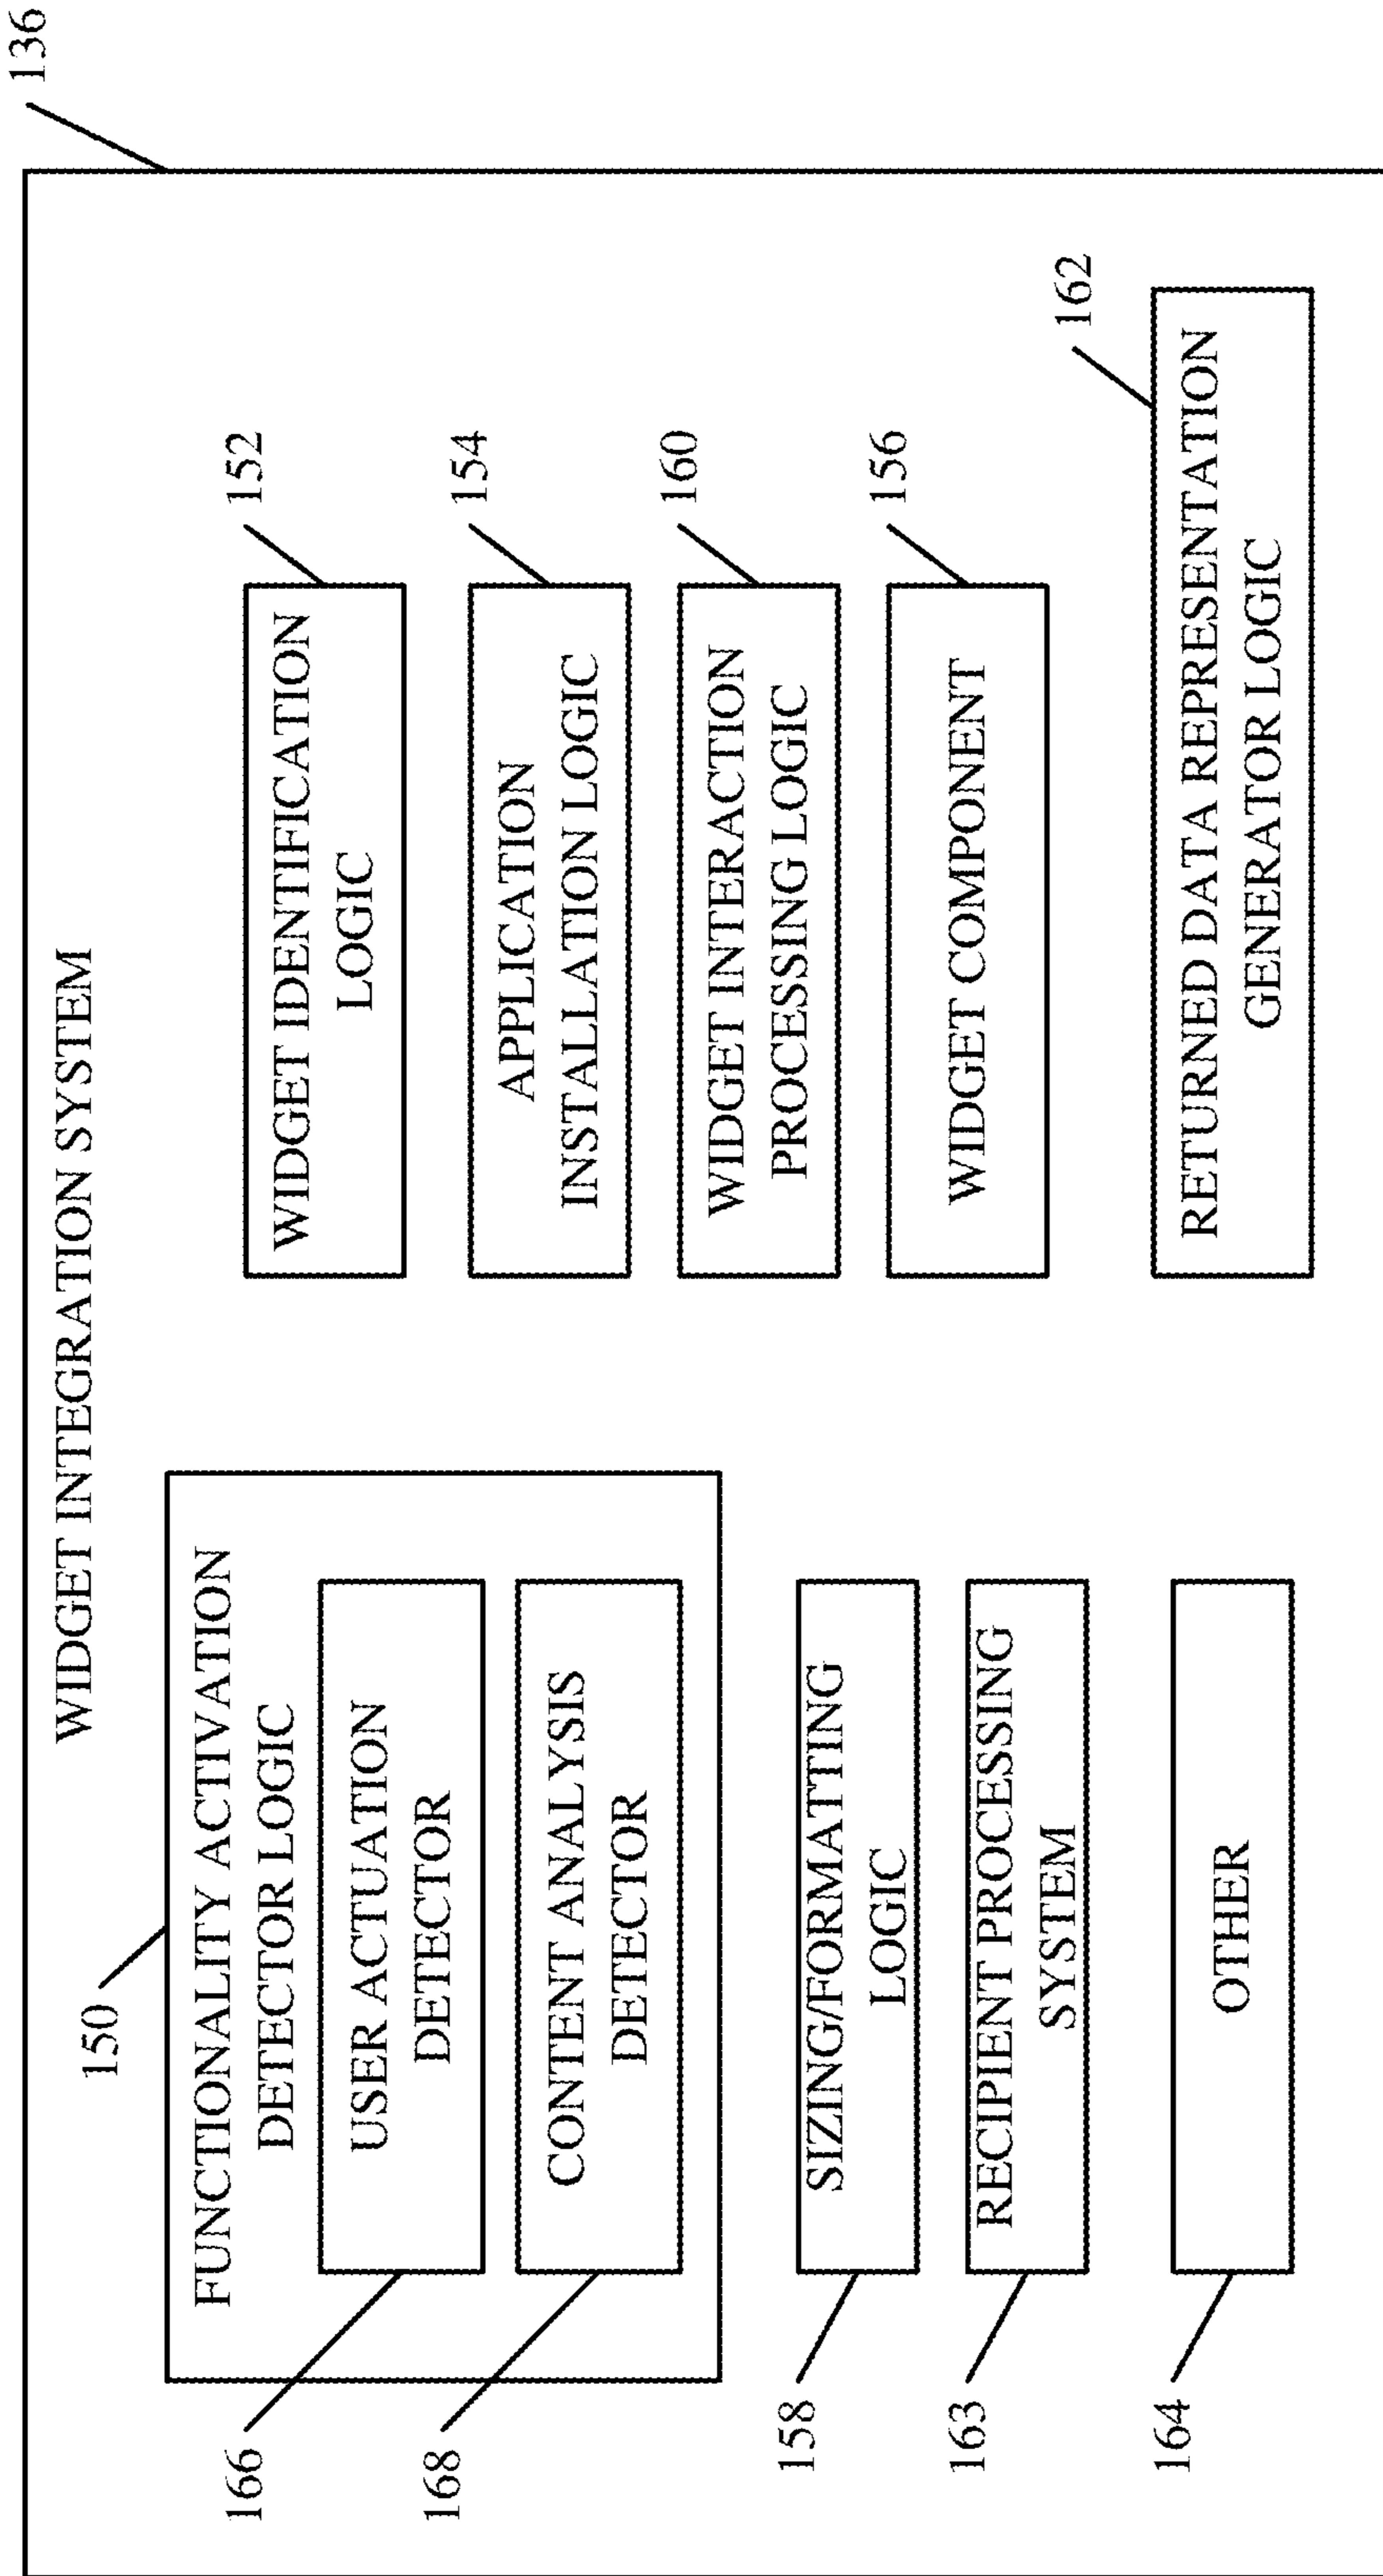 136
WIDGET INTEGRATION SYSTEM
150
FUNCTIONALITY ACTIVATION
DETECTOR LOGIC
166
USER ACTUATION
DETECTOR
168
CONTENT ANALYSIS
DETECTOR
158
SIZING/FORMATTING
LOGIC
163
RECIPIENT PROCESSING
SYSTEM
164
OTHER
152
WIDGET IDENTIFICATION
LOGIC
154
APPLICATION
INSTALLATION LOGIC
160
WIDGET INTERACTION
PROCESSING LOGIC
156
WIDGET COMPONENT
162
RETURNED DATA REPRESENTATION
GENERATOR LOGIC